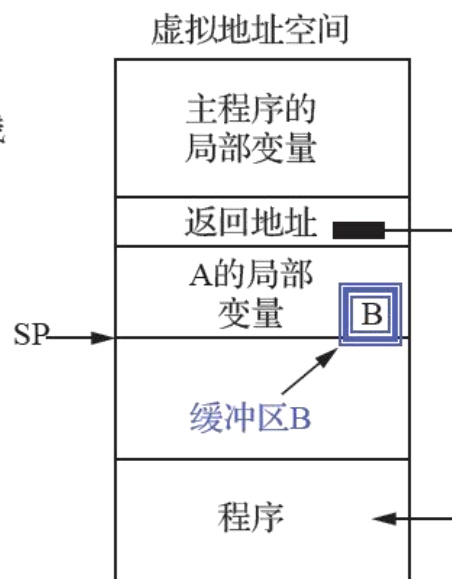 虚拟地址空间
主程序的
局部变量
返回地址
A的局部
变量
B
SP
缓冲区B
程序